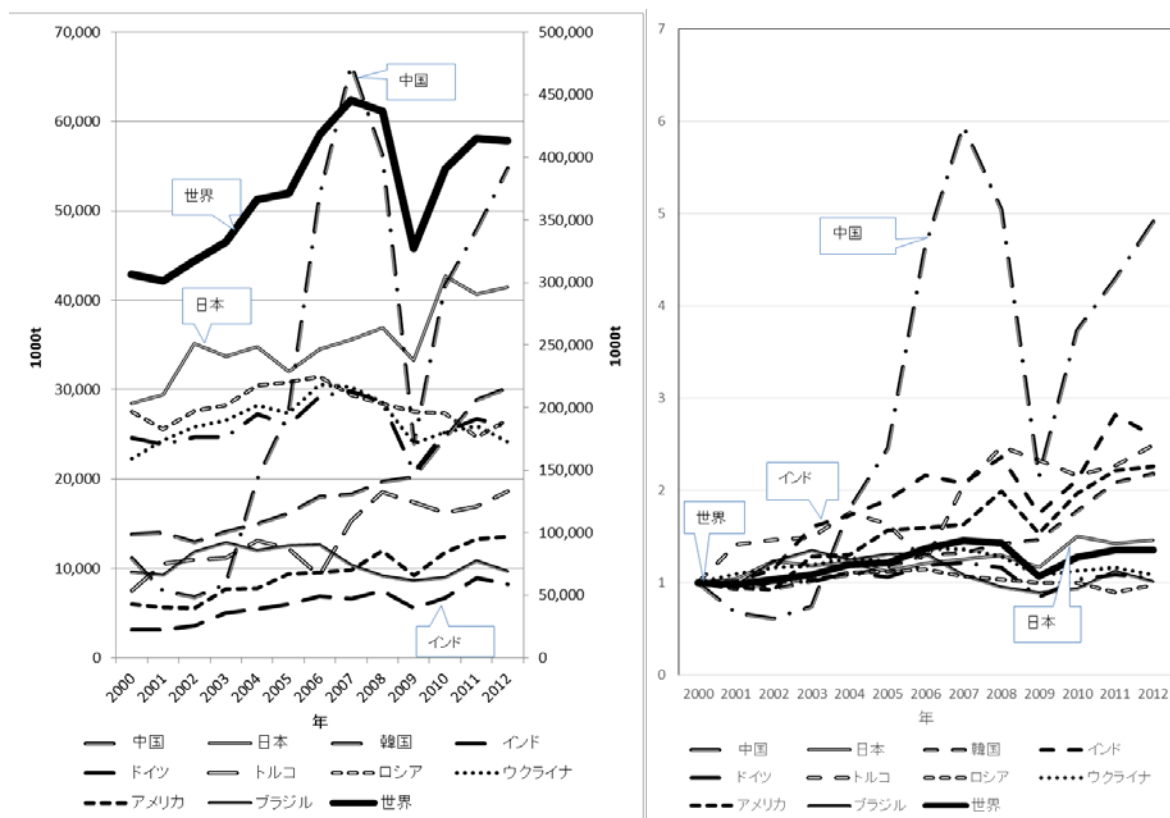 70,000
60,000
50,000
40,000
30,000
20,000
10,000
0
1000t
中国
世界
日本
インド
500,000
450,000
400,000
350,000
300,000
250,000
200,000
150,000
100,000
50,000
0
1000t
2000 2001 2002 2003 2004 2005 2006 2007 2008 2009 2010 2011 2012
年
中国 日本 韓国 インド
ドイツ トルコ ロシア ウクライナ
アメリカ ブラジル 世界
7
6
5
4
3
2
1
0
中国
インド
世界
日本
2000 2001 2002 2003 2004 2005 2006 2007 2008 2009 2010 2011 2012
年
中国 日本 韓国 インド
ドイツ トルコ ロシア ウクライナ
アメリカ ブラジル 世界